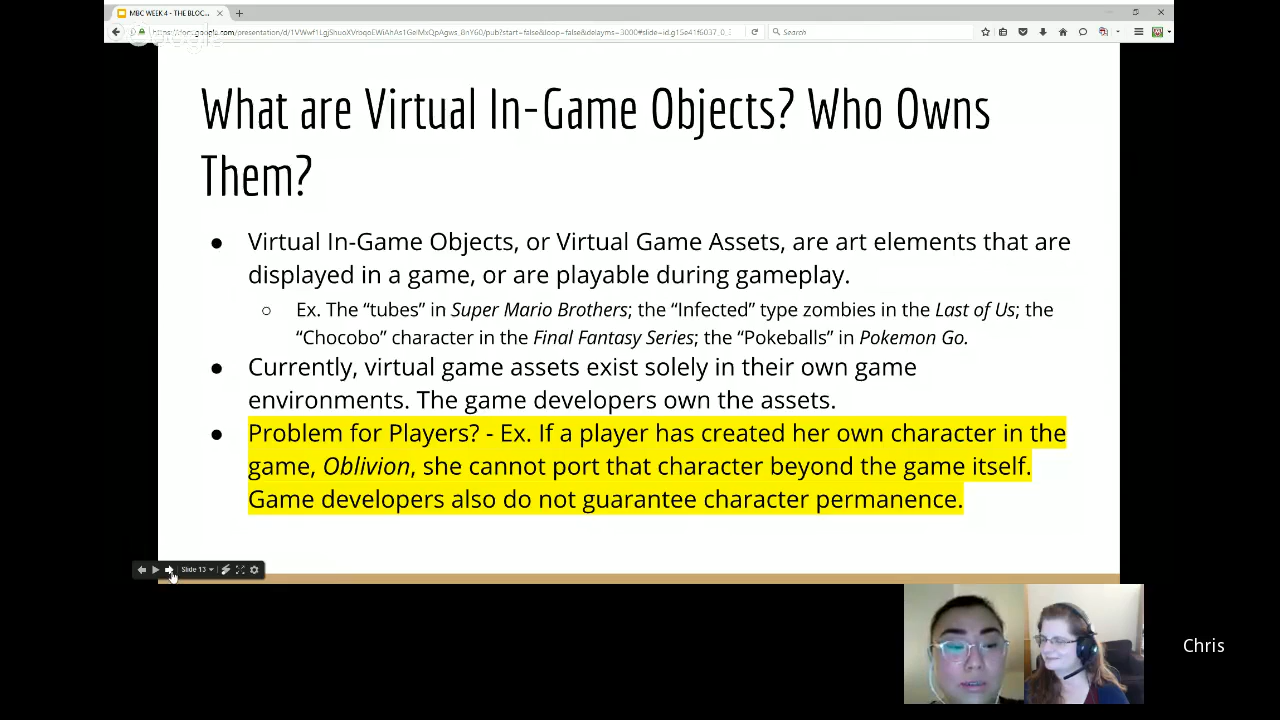 MBC WEEK 4 - THE BLOC...
Search
What are Virtual In-Game Objects? Who Owns
Them?
● Virtual In-Game Objects, or Virtual Game Assets, are art elements that are
displayed in a game, or are playable during gameplay.
○ Ex. The “tubes” in Super Mario Brothers; the “Infected” type zombies in the Last of Us; the
“Chocobo” character in the Final Fantasy Series; the “Pokeballs” in Pokemon Go.
● Currently, virtual game assets exist solely in their own game
environments. The game developers own the assets.
● Problem for Players? - Ex. If a player has created her own character in the
game, Oblivion, she cannot port that character beyond the game itself.
Game developers also do not guarantee character permanence.
Slide 13
Chris